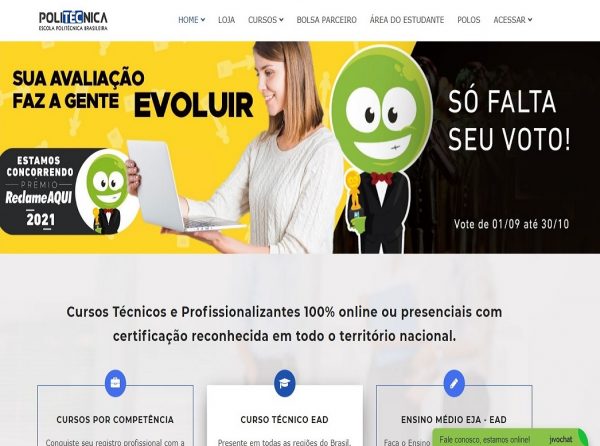 POLITECNICA
ESCOLA POLITÉCNICA BRASILEIRA
HOME LOJA CURSOS BOLSA PARCEIRO ÁREA DO ESTUDANTE POLOS ACESSAR
SUA AVALIAÇÃO
FAZ A GENTE EVOLUIR
SÓ FALTA
SEU VOTO!
ESTAMOS
CONCORRENDO
PRÊMIO
ReclameAQUI
2021
Vote de 01/09 até 30/10
Cursos Técnicos e Profissionalizantes 100% online ou presenciais com
certificação reconhecida em todo o território nacional.
CURSOS POR COMPETÊNCIA
Conquiste seu registro profissional com a
CURSO TÉCNICO EAD
Presente em todas as regiões do Brasil,
ENSINO MÉDIO EJA - EAD
Faça o Ensino
Fale conosco, estamos online! jivochat